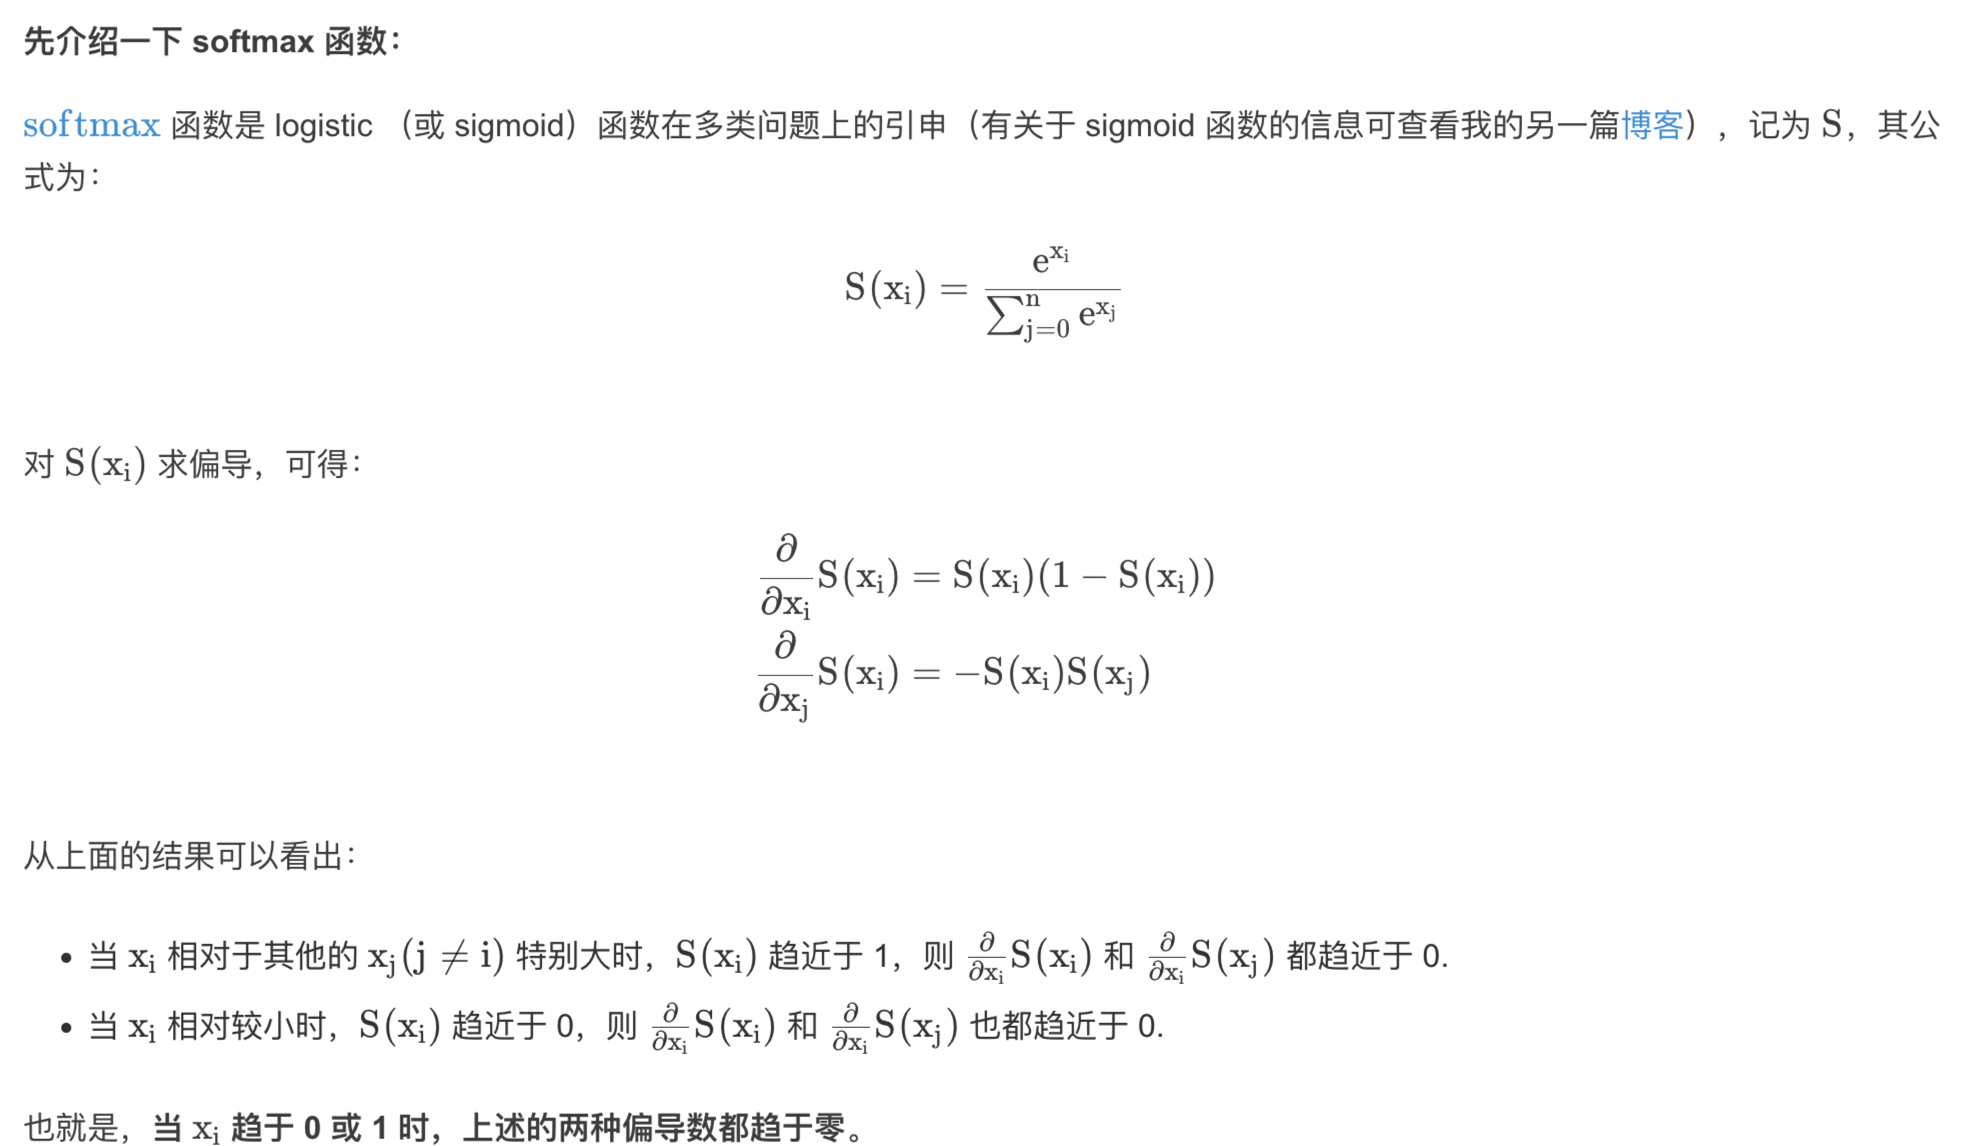 先介绍一下 softmax 函数：
softmax 函数是 logistic （或 sigmoid）函数在多类问题上的引申（有关于 sigmoid 函数的信息可查看我的另一篇博客），记为 S，其公
式为：
S(x_i) = \frac{e^{x_i}}{\sum_{j=0}^{n} e^{x_j}}
对 S(x_i) 求偏导，可得：
\frac{\partial}{\partial x_i} S(x_i) = S(x_i)(1 − S(x_i))
\frac{\partial}{\partial x_j} S(x_i) = −S(x_i)S(x_j)
从上面的结果可以看出：
• 当 x_i 相对于其他的 x_j(j ≠ i) 特别大时，S(x_i) 趋近于 1，则 \frac{\partial}{\partial x_i} S(x_i) 和 \frac{\partial}{\partial x_i} S(x_j) 都趋近于 0.
• 当 x_i 相对较小时，S(x_i) 趋近于 0，则 \frac{\partial}{\partial x_i} S(x_i) 和 \frac{\partial}{\partial x_i} S(x_j) 也都趋近于 0.
也就是，当 x_i 趋于 0 或 1 时，上述的两种偏导数都趋于零。